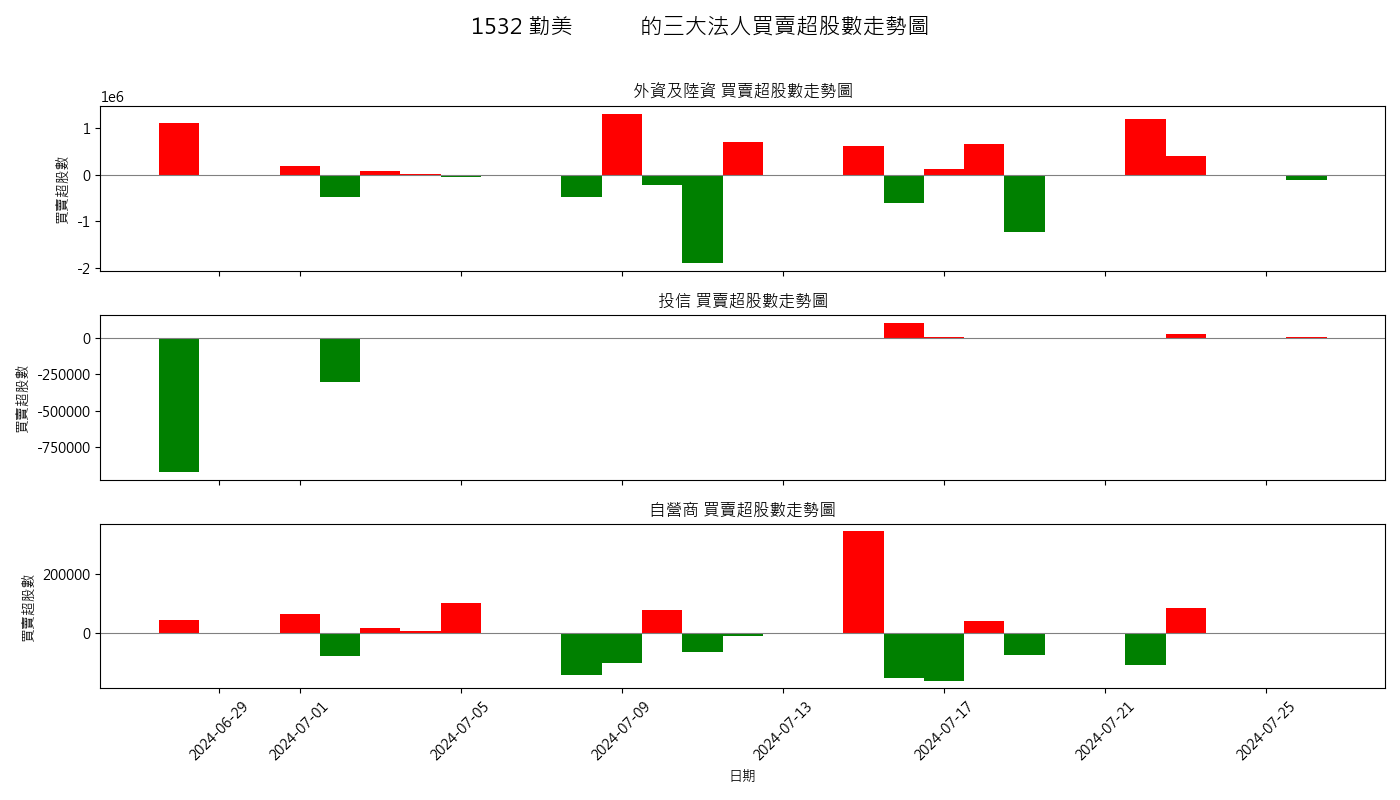 1532 勤美 的三大法人買賣超股數走勢圖
外資及陸資 買賣超股數走勢圖
1e6
1
0
-1
-2
買賣超股數
投信 買賣超股數走勢圖
0
-250000
-500000
-750000
買賣超股數
自營商 買賣超股數走勢圖
200000
0
買賣超股數
2024-06-29
2024-07-01
2024-07-05
2024-07-09
2024-07-13
2024-07-17
2024-07-21
2024-07-25
日期